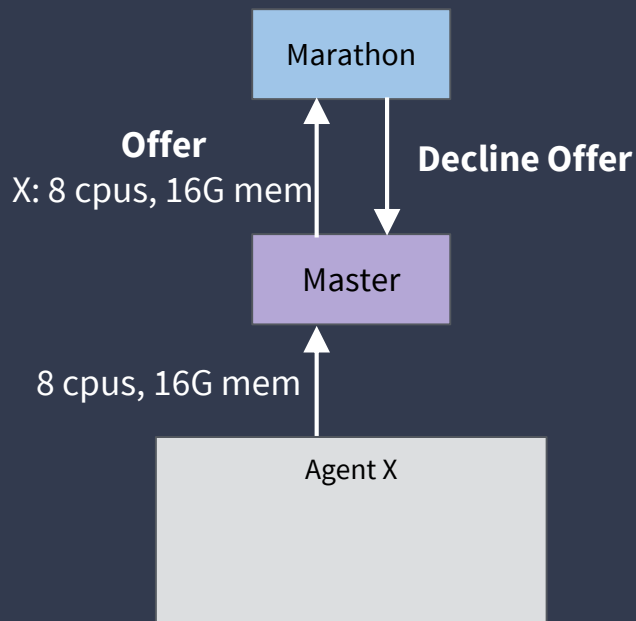 Marathon
Offer
X: 8 cpus, 16G mem
Decline Offer
Master
8 cpus, 16G mem
Agent X